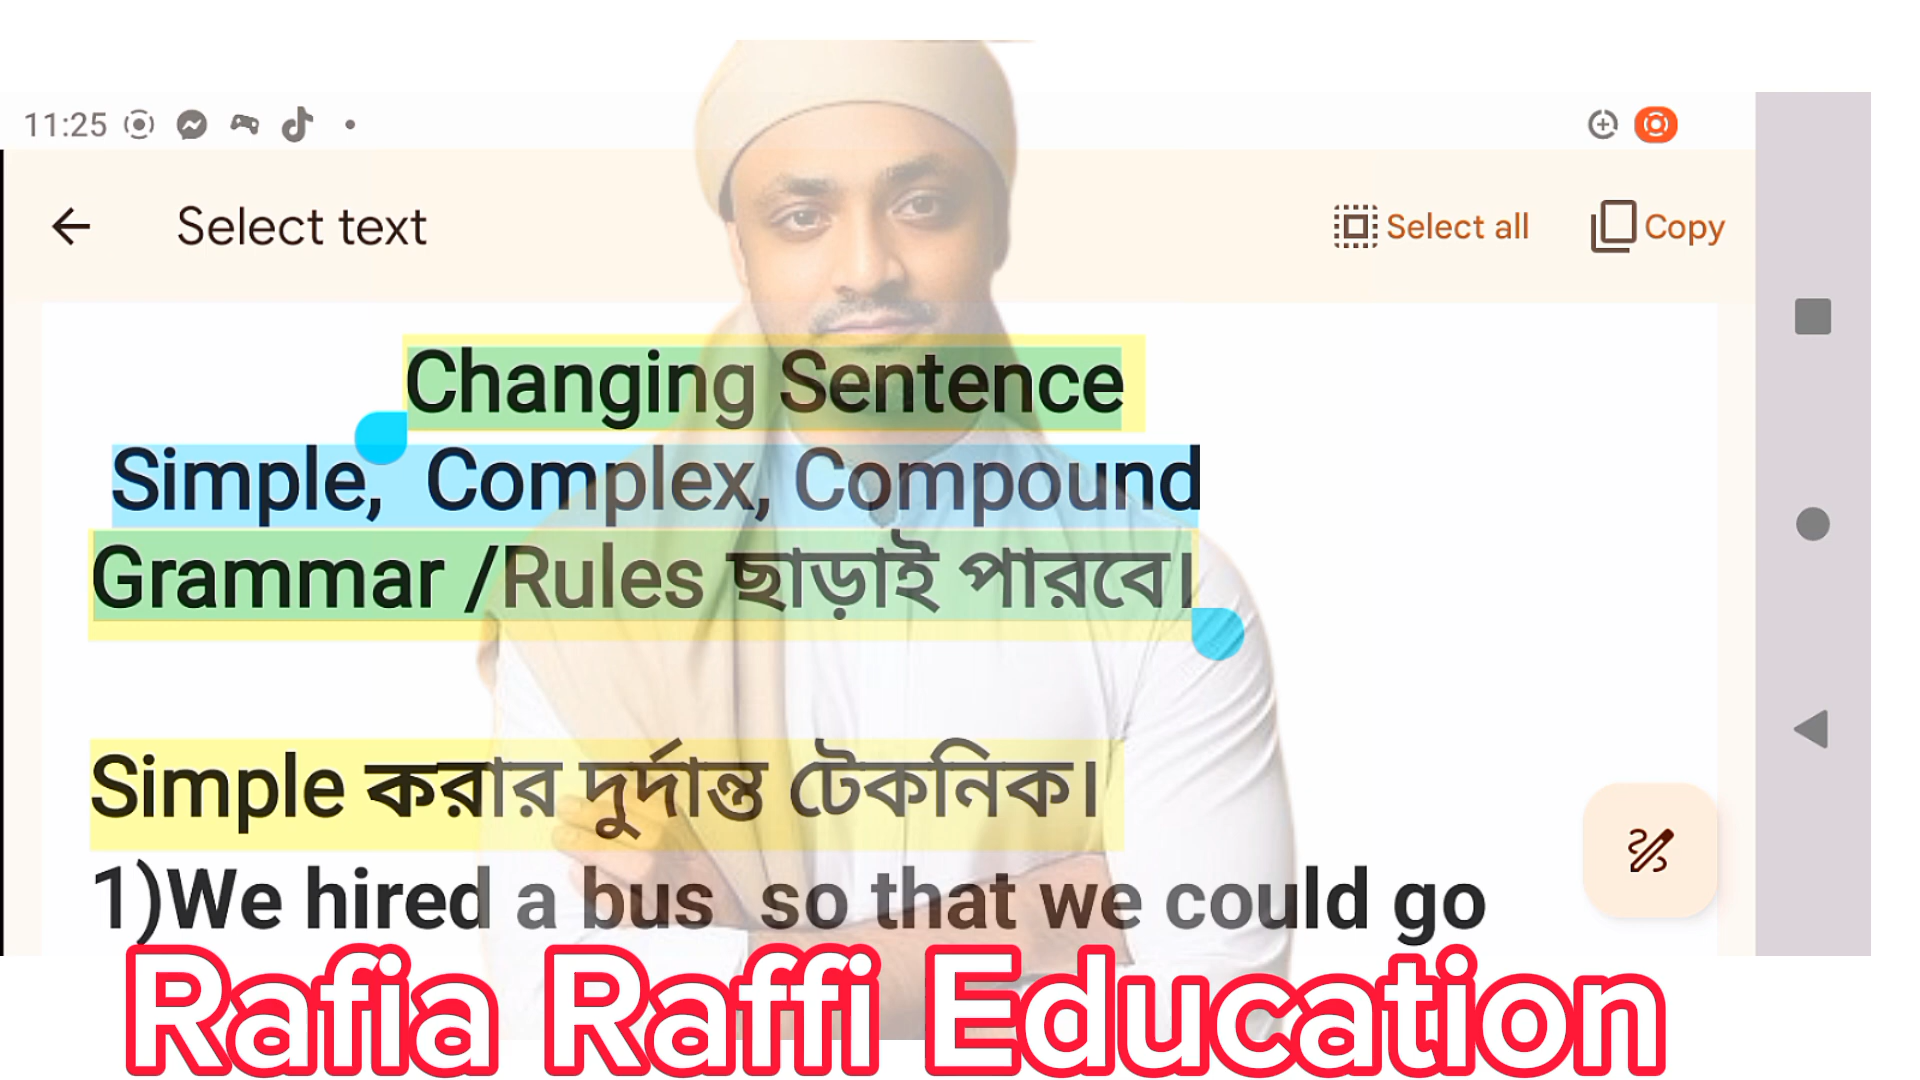 11:25
Select text
Select all
Copy
Changing Sentence
Simple, Complex, Compound
Grammar /Rules ছাড়াই পারবে।
Simple করার দুর্দান্ত টেকনিক।
1)We hired a bus so that we could go
Rafia Raffi Education